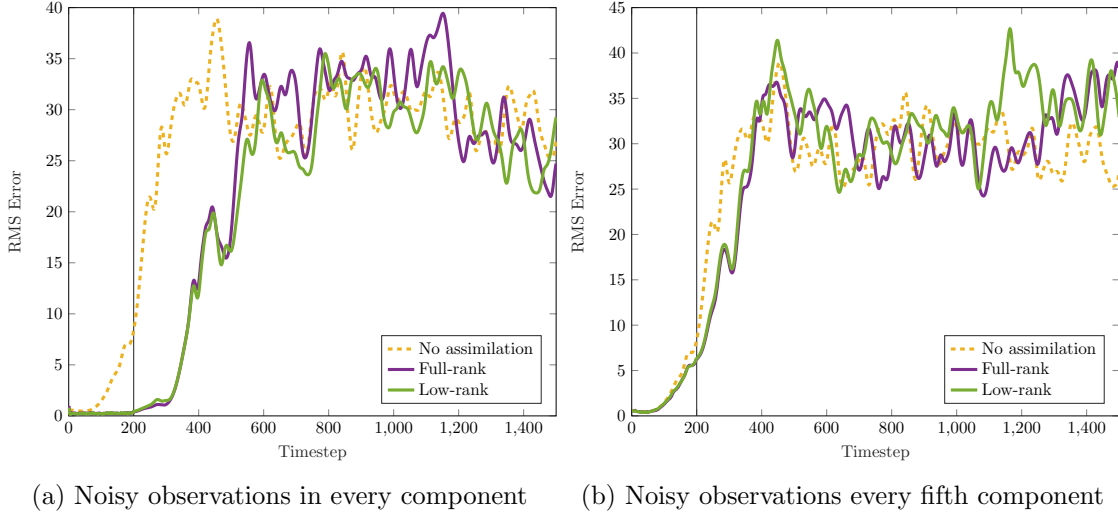 40
35
30
25
20
15
10
5
0
RMS Error
0
200
400
600
800
1,000
1,200
1,400
Timestep
No assimilation
Full-rank
Low-rank
(a) Noisy observations in every component
45
40
35
30
25
20
15
10
5
0
RMS Error
0
200
400
600
800
1,000
1,200
1,400
Timestep
No assimilation
Full-rank
Low-rank
(b) Noisy observations every fifth component